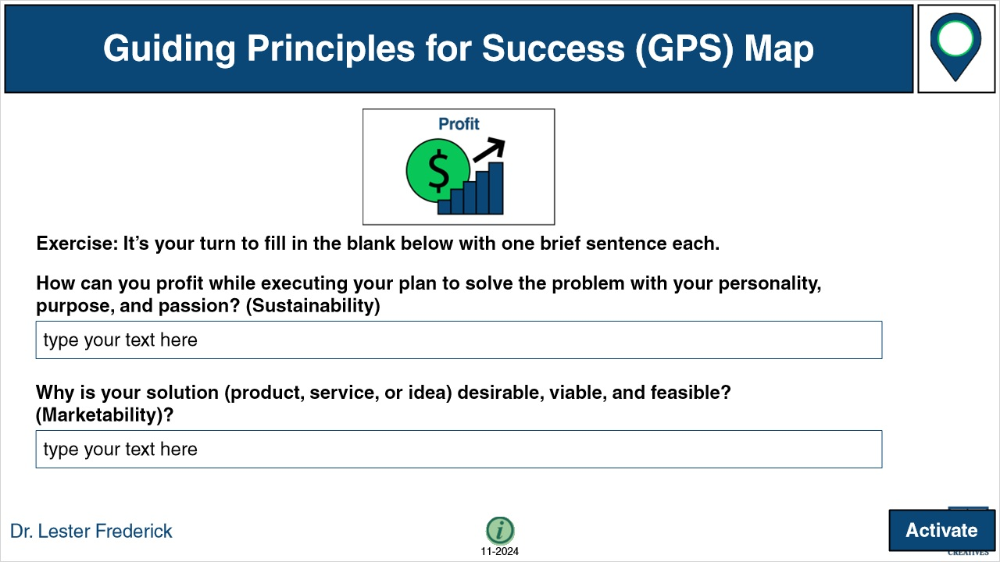 Guiding Principles for Success (GPS) Map
Profit
$
Exercise: It’s your turn to fill in the blank below with one brief sentence each.
How can you profit while executing your plan to solve the problem with your personality,
purpose, and passion? (Sustainability)
type your text here
Why is your solution (product, service, or idea) desirable, viable, and feasible?
(Marketability)?
type your text here
Dr. Lester Frederick
i
11-2024
Activate
CREATIVES